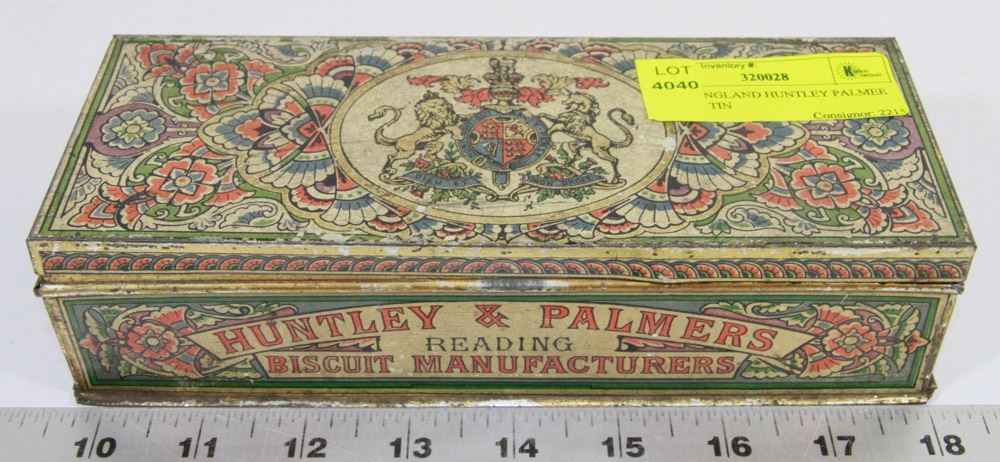 LOT
4040
Inventory #:
320028
NGLAND HUNTLEY PALMER
TIN
Consignor: 2215
HUNTLEY & PALMERS
READING
BISCUIT MANUFACTURERS
10 11 12 13 14 15 16 17 18